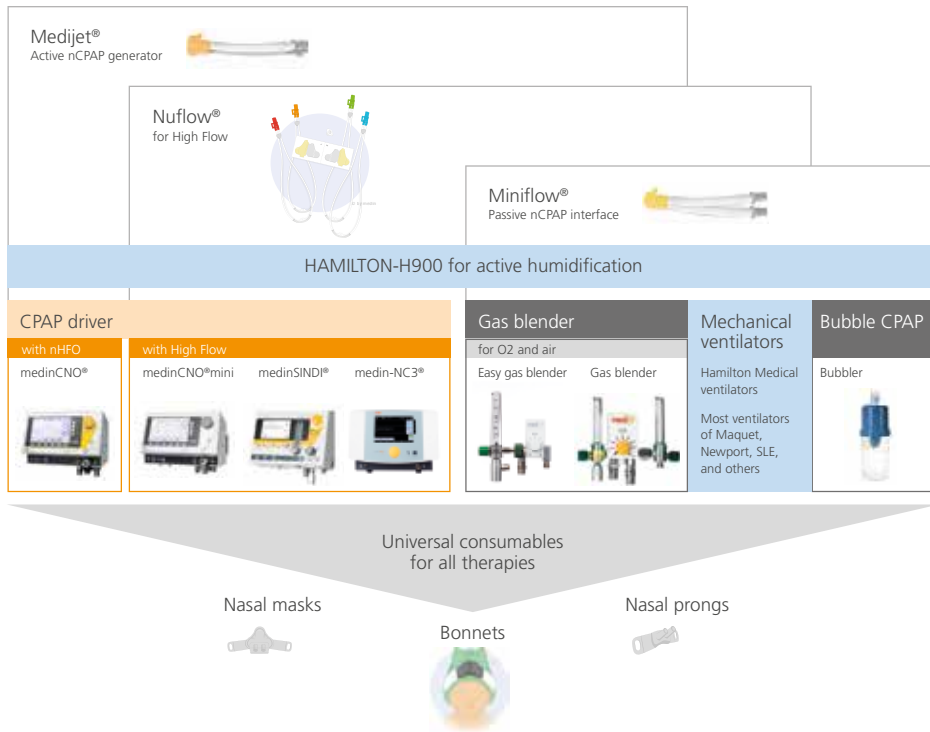 Medijet®
Active nCPAP generator
Nuflow®
for High Flow
Miniflow®
Passive nCPAP interface
HAMILTON-H900 for active humidification
CPAP driver
with nHFO
with High Flow
medinCNO®
medinCNO®mini
medinSINDI®
medin-NC3®
Gas blender
for O2 and air
Easy gas blender
Gas blender
Mechanical
ventilators
Hamilton Medical
ventilators
Most ventilators
of Maquet,
Newport, SLE,
and others
Bubble CPAP
Bubbler
Universal consumables
for all therapies
Nasal masks
Bonnets
Nasal prongs